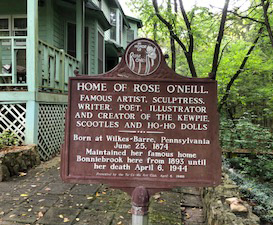 HOME OF ROSE O'NEILL.
FAMOUS ARTIST, SCULPTRESS,
WRITER, POET, ILLUSTRATOR
AND CREATOR OF THE KEWPIE,
SCOOTLES AND HO-HO DOLLS
Born at Wilkes-Barre, Pennsylvania
June 25, 1874
Maintained her famous home
Bonniebrook here from 1893 until
her death April 6, 1944